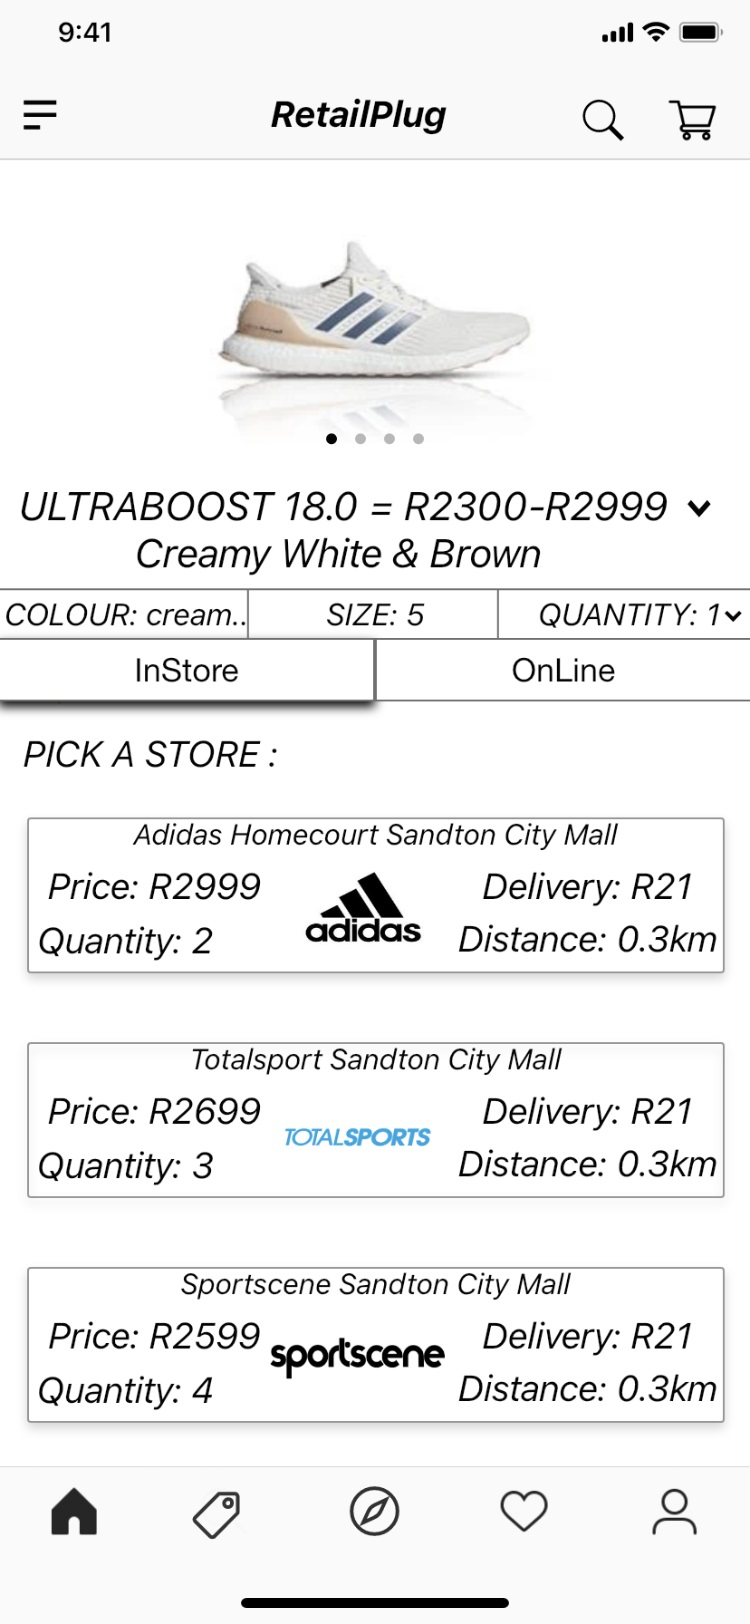 9:41
RetailPlug
ULTRABOOST 18.0 = R2300-R2999
Creamy White & Brown
COLOUR: cream..
SIZE: 5
QUANTITY: 1
InStore
OnLine
PICK A STORE :
Adidas Homecourt Sandton City Mall
Price: R2999
Delivery: R21
adidas
Quantity: 2
Distance: 0.3km
Totalsport Sandton City Mall
Price: R2699
Delivery: R21
TOTALSPORTS
Quantity: 3
Distance: 0.3km
Sportscene Sandton City Mall
Price: R2599
Delivery: R21
sportscene
Quantity: 4
Distance: 0.3km